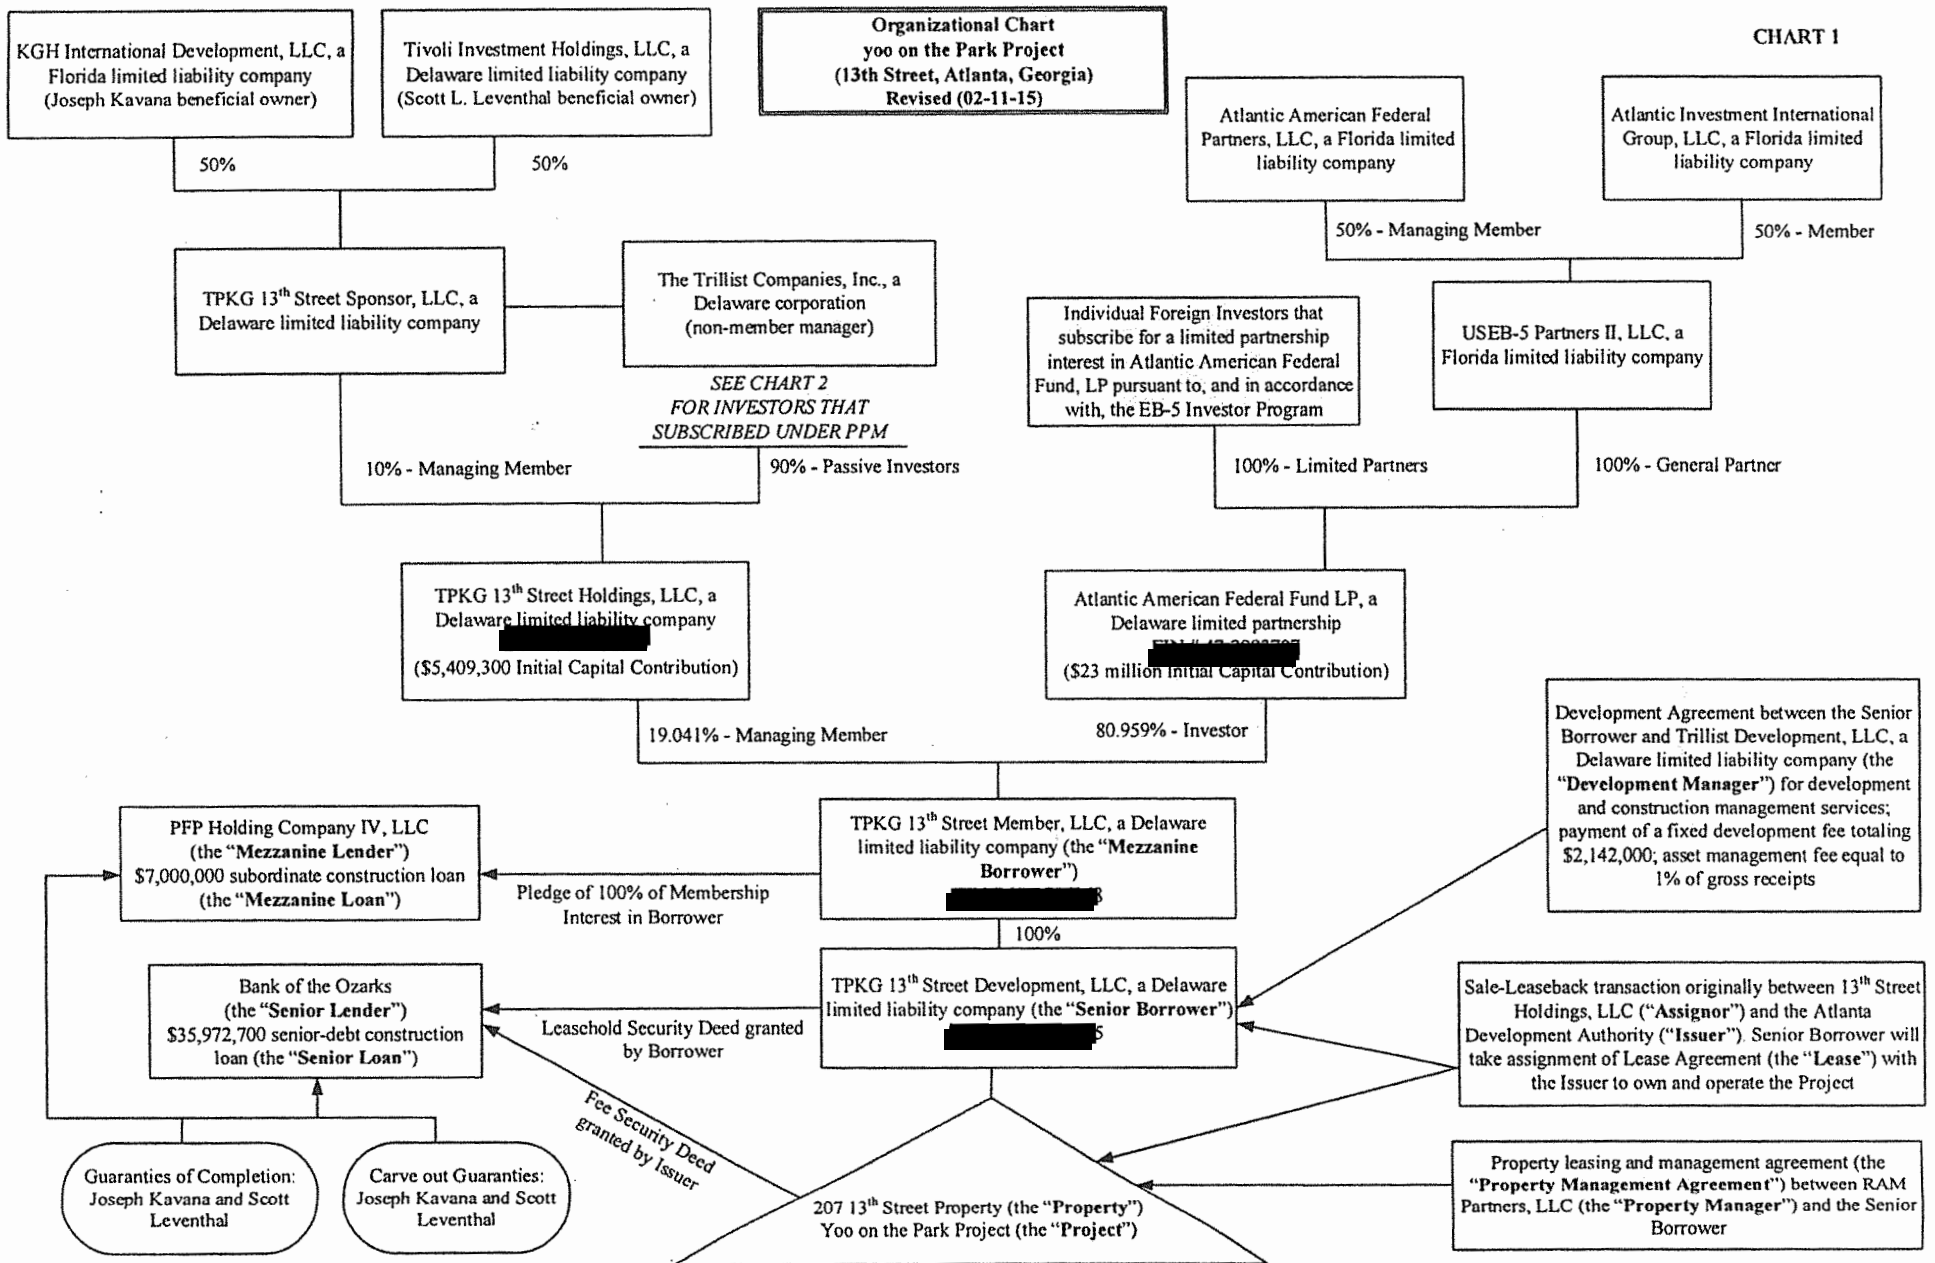 KGH International Development, LLC, a
Florida limited liability company
(Joseph Kavana beneficial owner)
Tivoli Investment Holdings, LLC, a
Delaware limited liability company
(Scott L. Leventhal beneficial owner)
Organizational Chart
yoo on the Park Project
(13th Street, Atlanta, Georgia)
Revised (02-11-15)
CHART 1
Atlantic American Federal
Partners, LLC, a Florida limited
liability company
Atlantic Investment International
Group, LLC, a Florida limited
liability company
50%
50%
50% - Managing Member
50% - Member
TPKG 13th Street Sponsor, LLC, a
Delaware limited liability company
The Trillist Companies, Inc., a
Delaware corporation
(non-member manager)
Individual Foreign Investors that
subscribe for a limited partnership
interest in Atlantic American Federal
Fund, LP pursuant to, and in accordance
with, the EB-5 Investor Program
USEB-5 Partners II, LLC, a
Florida limited liability company
SEE CHART 2
FOR INVESTORS THAT
SUBSCRIBED UNDER PPM
10% - Managing Member
90% - Passive Investors
100% - Limited Partners
100% - General Partner
TPKG 13th Street Holdings, LLC, a
Delaware limited liability company
($5,409,300 Initial Capital Contribution)
Atlantic American Federal Fund LP, a
Delaware limited partnership
($23 million Initial Capital Contribution)
19.041% - Managing Member
80.959% - Investor
Development Agreement between the Senior
Borrower and Trillist Development, LLC, a
Delaware limited liability company (the
“Development Manager”) for development
and construction management services;
payment of a fixed development fee totaling
$2,142,000; asset management fee equal to
1% of gross receipts
PFP Holding Company IV, LLC
(the “Mezzanine Lender”)
$7,000,000 subordinate construction loan
(the “Mezzanine Loan”)
Pledge of 100% of Membership
Interest in Borrower
TPKG 13th Street Member, LLC, a Delaware
limited liability company (the “Mezzanine
Borrower”)
8
100%
Bank of the Ozarks
(the “Senior Lender”)
$35,972,700 senior-debt construction
loan (the “Senior Loan”)
Leasehold Security Deed granted
by Borrower
TPKG 13th Street Development, LLC, a Delaware
limited liability company (the “Senior Borrower”)
5
Sale-Leaseback transaction originally between 13th Street
Holdings, LLC (“Assignor”) and the Atlanta
Development Authority (“Issuer”). Senior Borrower will
take assignment of Lease Agreement (the “Lease”) with
the Issuer to own and operate the Project
Fee Security Deed
granted by Issuer
Guaranties of Completion:
Joseph Kavana and Scott
Leventhal
Carve out Guaranties:
Joseph Kavana and Scott
Leventhal
207 13th Street Property (the “Property”)
Yoo on the Park Project (the “Project”)
Property leasing and management agreement (the
“Property Management Agreement”) between RAM
Partners, LLC (the “Property Manager”) and the Senior
Borrower